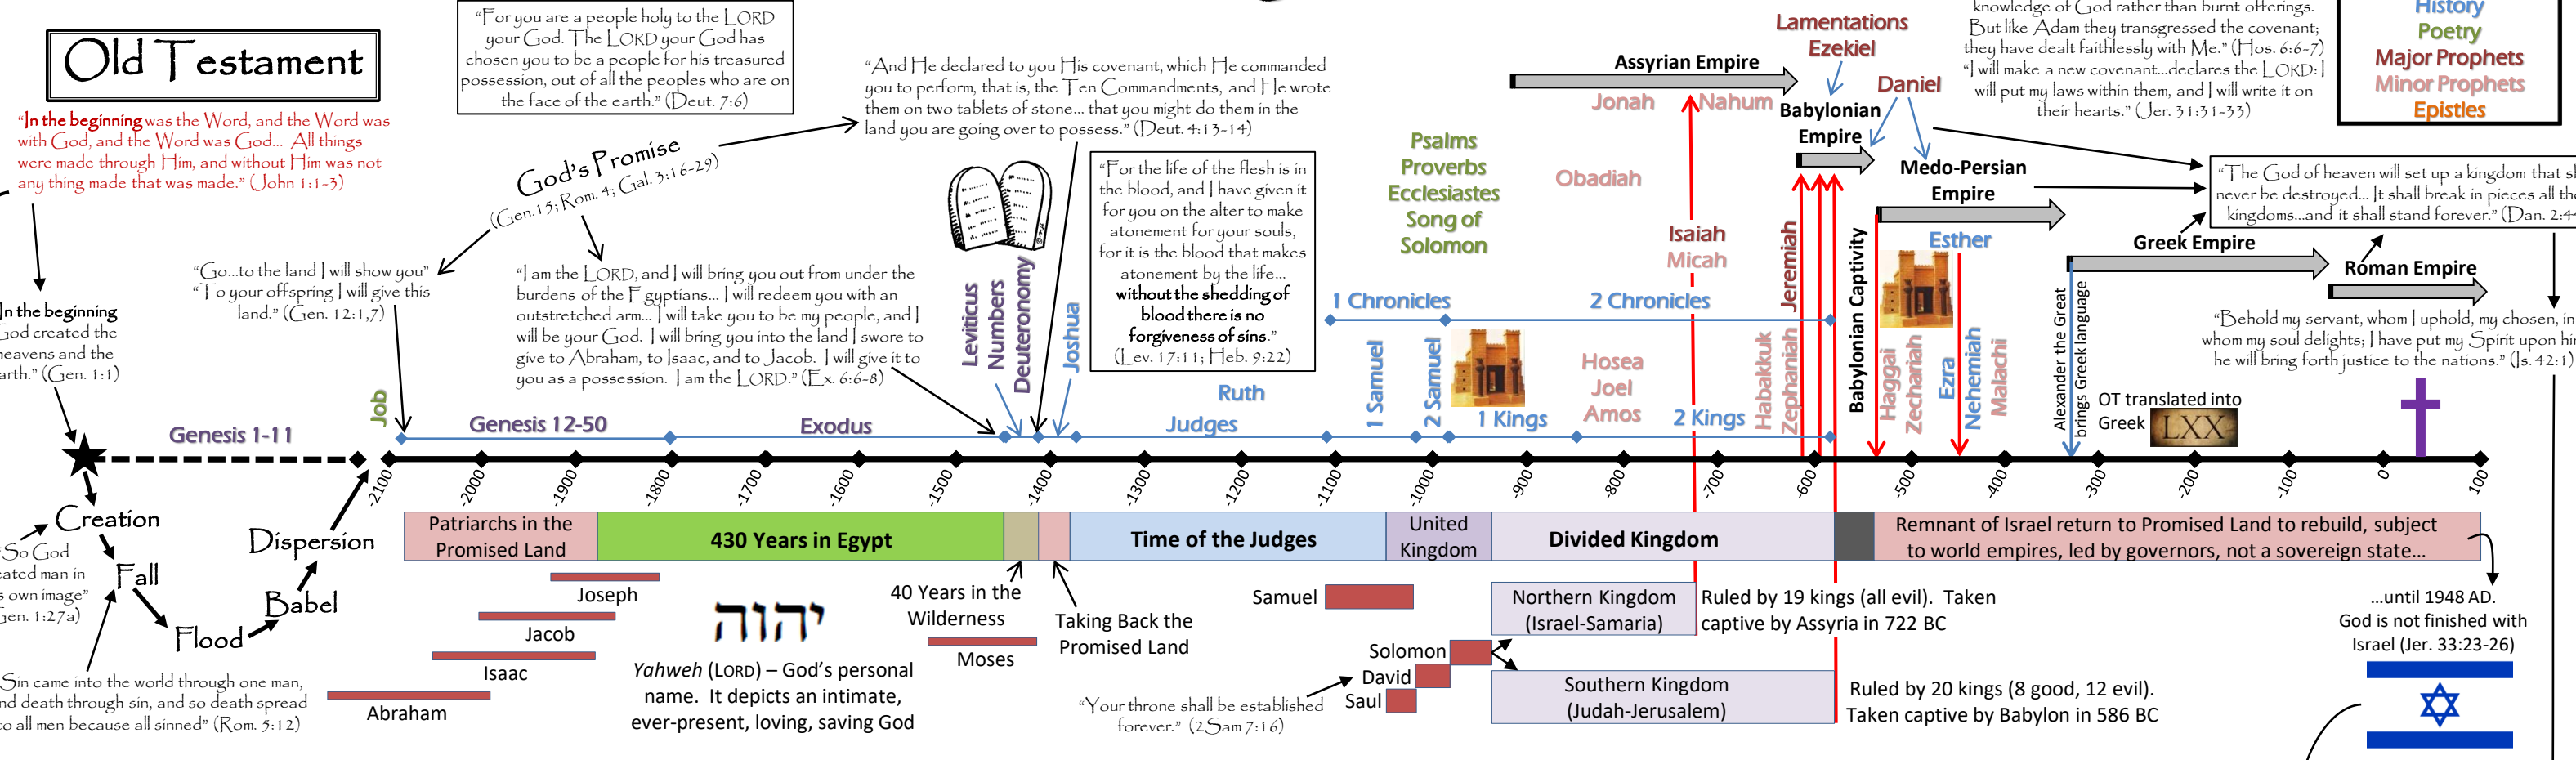 Old Testament
“In the beginning was the Word, and the Word was
with God, and the Word was God... All things
were made through Him, and without Him was not
any thing made that was made.” (John 1:1-3)
“For you are a people holy to the LORD
your God. The LORD your God has
chosen you to be a people for his treasured
possession, out of all the peoples who are on
the face of the earth.” (Deut. 7:6)
“And He declared to you His covenant, which He commanded
you to perform, that is, the Ten Commandments, and He wrote
them on two tablets of stone... that you might do them in the
land you are going over to possess.” (Deut. 4:13-14)
God’s Promise
(Gen.15; Rom. 4; Gal. 3:16-29)
“Go...to the land I will show you”
“To your offspring I will give this
land.” (Gen. 12:1,7)
“I am the LORD, and I will bring you out from under the
burdens of the Egyptians... I will redeem you with an
outstretched arm... I will take you to be my people, and I
will be your God. I will bring you into the land I swore to
give to Abraham, to Isaac, and to Jacob. I will give it to
you as a possession. I am the LORD.” (Ex. 6:6-8)
“For the life of the flesh is in
the blood, and I have given it
for you on the alter to make
atonement for your souls,
for it is the blood that makes
atonement by the life...
without the shedding of
blood there is no
forgiveness of sins.”
(Lev. 17:11; Heb. 9:22)
In the beginning
God created the
heavens and the
earth.” (Gen. 1:1)
Psalms
Proverbs
Ecclesiastes
Song of
Solomon
Assyrian Empire
Jonah
Nahum
Obadiah
Isaiah
Micah
Lamentations
Ezekiel
Daniel
Babylonian
Empire
Medo-Persian
Empire
Esther
Greek Empire
Roman Empire
knowledge of God rather than burnt offerings.
But like Adam they transgressed the covenant;
they have dealt faithlessly with Me.” (Hos. 6:6-7)
“I will make a new covenant...declares the LORD: I
will put my laws within them, and I will write it on
their hearts.” (Jer. 31:31-33)
History
Poetry
Major Prophets
Minor Prophets
Epistles
“The God of heaven will set up a kingdom that
never be destroyed... It shall break in pieces all
kingdoms...and it shall stand forever.” (Dan. 2:44
“Behold my servant, whom I uphold, my chosen, in
whom my soul delights; I have put my Spirit upon
he will bring forth justice to the nations.” (Is. 42:1)
Job
Genesis 1-11
Genesis 12-50
Exodus
Leviticus
Numbers
Deuteronomy
Joshua
Ruth
Judges
1 Chronicles
2 Chronicles
1 Samuel
2 Samuel
1 Kings
2 Kings
Hosea
Joel
Amos
Habakkuk
Zephaniah
Jeremiah
Babylonian Captivity
Haggai
Zechariah
Ezra
Nehemiah
Malachi
Alexander the Great
brings Greek language
OT translated into
Greek
LXX
-2100
-2000
-1900
-1800
-1700
-1600
-1500
-1400
-1300
-1200
-1100
-1000
-900
-800
-700
-600
-500
-400
-300
-200
-100
0
100
Patriarchs in the
Promised Land
430 Years in Egypt
Time of the Judges
United
Kingdom
Divided Kingdom
Remnant of Israel return to Promised Land to rebuild, subject
to world empires, led by governors, not a sovereign state...
Creation
Fall
Flood
Babel
Dispersion
So God
created man in
his own image”
Gen. 1:27a)
Sin came into the world through one man,
and death through sin, and so death spread
to all men because all sinned” (Rom. 5:12)
Joseph
Jacob
Isaac
Abraham
יהוה
Yahweh (LORD) – God’s personal
name. It depicts an intimate,
ever-present, loving, saving God
40 Years in the
Wilderness
Moses
Taking Back the
Promised Land
Samuel
Solomon
David
Saul
“Your throne shall be established
forever.” (2Sam 7:16)
Northern Kingdom
(Israel-Samaria)
Ruled by 19 kings (all evil). Taken
captive by Assyria in 722 BC
Southern Kingdom
(Judah-Jerusalem)
Ruled by 20 kings (8 good, 12 evil).
Taken captive by Babylon in 586 BC
...until 1948 AD.
God is not finished with
Israel (Jer. 33:23-26)